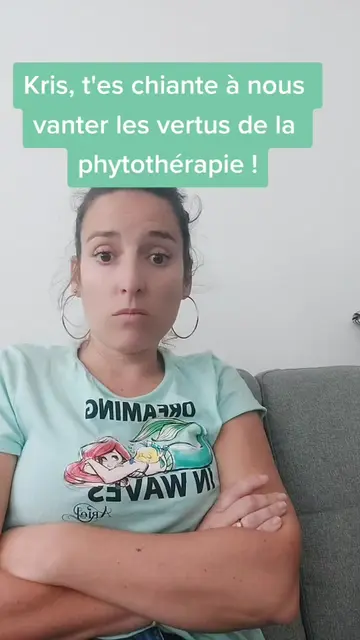 Kris, t'es chiante à nous
vanter les vertus de la
phytothérapie !
DREAMING
Ariel
IN WAVES